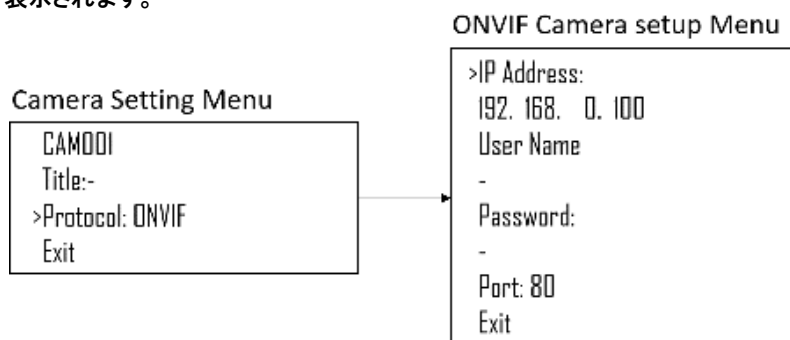 表示されます。
Camera Setting Menu
CAM001
Title:-
>Protocol: ONVIF
Exit
ONVIF Camera setup Menu
>IP Address:
192. 168. 0. 100
User Name
-
Password:
-
Port: 80
Exit